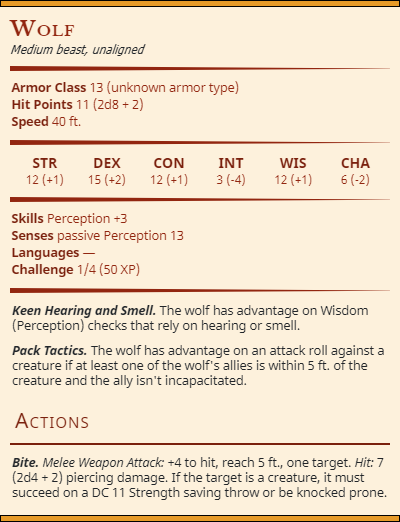 Wolf
Medium beast, unaligned
Armor Class 13 (unknown armor type)
Hit Points 11 (2d8 + 2)
Speed 40 ft.
STR DEX CON INT WIS CHA
12 (+1) 15 (+2) 12 (+1) 3 (-4) 12 (+1) 6 (-2)
Skills Perception +3
Senses passive Perception 13
Languages —
Challenge 1/4 (50 XP)
Keen Hearing and Smell. The wolf has advantage on Wisdom
(Perception) checks that rely on hearing or smell.
Pack Tactics. The wolf has advantage on an attack roll against a
creature if at least one of the wolf's allies is within 5 ft. of the
creature and the ally isn't incapacitated.
Actions
Bite. Melee Weapon Attack: +4 to hit, reach 5 ft., one target. Hit: 7
(2d4 + 2) piercing damage. If the target is a creature, it must
succeed on a DC 11 Strength saving throw or be knocked prone.